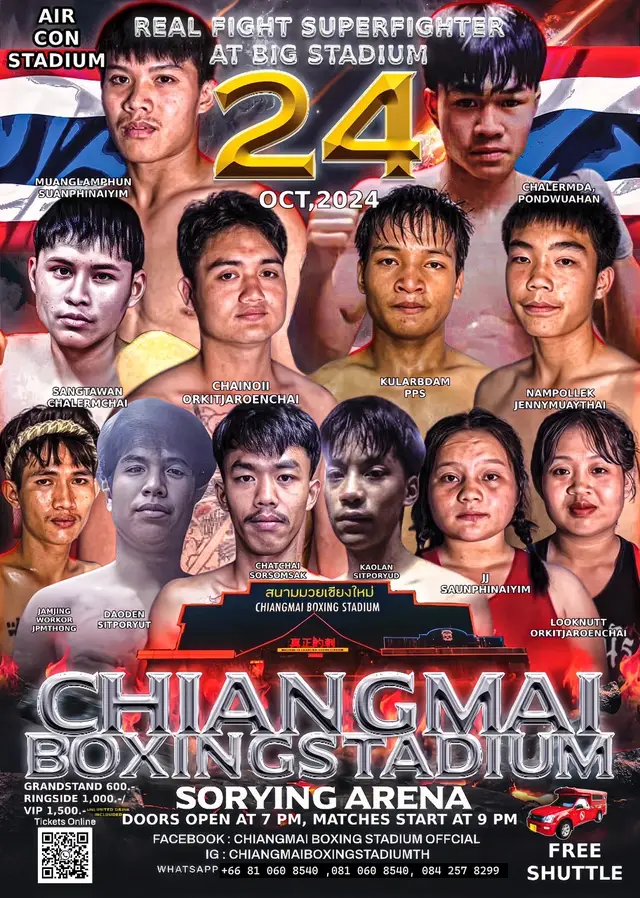 AIR
CON
STADIUM
REAL FIGHT SUPERFIGHTER
AT BIG STADIUM
24
OCT,2024
MUANGLAMPHUN
SUANPHINAIYIM
CHALERMDA,
PONDWUAHAN
SANGTAWAN
CHALERMCHAI
CHAINOII
ORKITJAROENCHAI
KULARBDAM
PPS
NAMPOLLEK
JENNYMUAYTHAI
JAMJING
WORKOR
JPMTHONG
DAODEN
SITPORYUT
CHATCHAI
SORSOMSAK
KAOLAN
SITPORYUD
JJ
SAUNPHINAIYIM
LOOKNUTT
ORKITJAROENCHAI
สนามมวยเชียงใหม่
CHIANGMAI BOXING STADIUM
CHIANGMAI
BOXINGSTADIUM
SORYING ARENA
DOORS OPEN AT 7 PM, MATCHES START AT 9 PM
GRANDSTAND 600.-
RINGSIDE 1,000.-/
VIP 1,500.-
Tickets Online
FACEBOOK : CHIANGMAI BOXING STADIUM OFFCIAL
IG : CHIANGMAIBOXINGSTADIUMTH
WHATSAPP +66 81 060 8540 ,081 060 8540, 084 257 8299
FREE
SHUTTLE